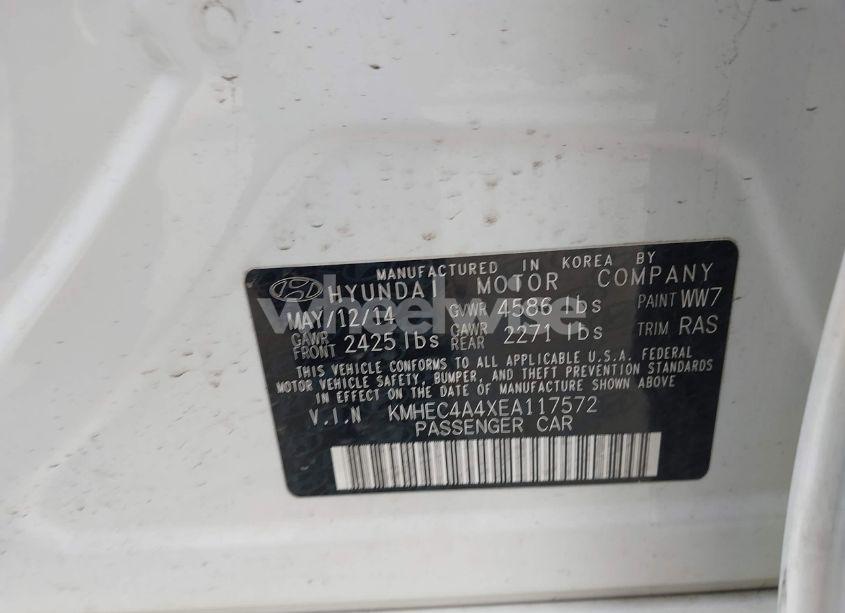 MANUFACTURED IN KOREA BY
HYUNDAI MOTOR COMPANY
MAY/12/14 GVWR 4586 lbs PAINT WW7
GAWR FRONT 2425 lbs GAWR REAR 2271 lbs TRIM RAS
THIS VEHICLE CONFORMS TO ALL APPLICABLE U.S.A. FEDERAL
MOTOR VEHICLE SAFETY, BUMPER, AND THEFT PREVENTION STANDARDS
IN EFFECT ON THE DATE OF MANUFACTURE SHOWN ABOVE
V.I.N KMHEC4A4XEA117572
PASSENGER CAR
wheelwise